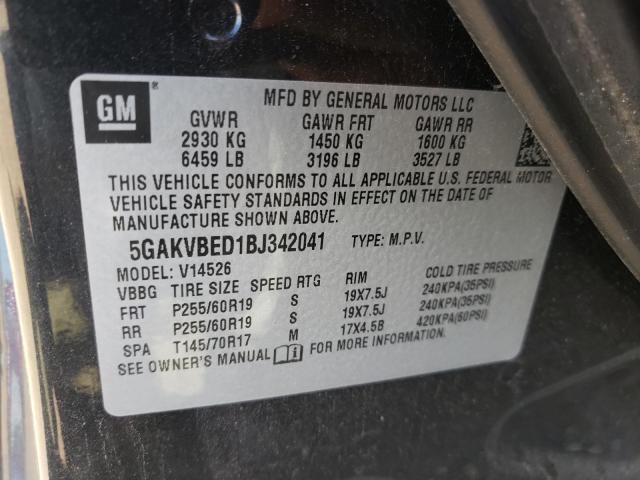 GM
MFD BY GENERAL MOTORS LLC
GVWR GAWR FRT GAWR RR
2930 KG 1450 KG 1600 KG
6459 LB 3196 LB 3527 LB
THIS VEHICLE CONFORMS TO ALL APPLICABLE U.S. FEDERAL MOTOR
VEHICLE SAFETY STANDARDS IN EFFECT ON THE DATE OF
MANUFACTURE SHOWN ABOVE.
5GAKVBED1BJ342041 TYPE: M.P.V.
MODEL: V14526
VBBG TIRE SIZE SPEED RTG RIM COLD TIRE PRESSURE
FRT P255/60R19 S 19X7.5J 240KPA(35PSI)
RR P255/60R19 S 19X7.5J 240KPA(35PSI)
SPA T145/70R17 M 17X4.5B 420KPA(60PSI)
SEE OWNER'S MANUAL FOR MORE INFORMATION.